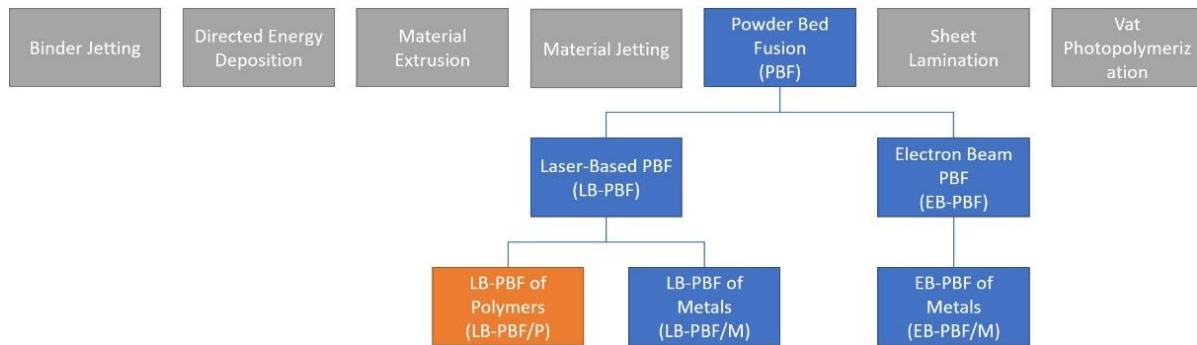 Binder Jetting
Directed Energy
Deposition
Material
Extrusion
Material Jetting
Powder Bed
Fusion
(PBF)
Sheet
Lamination
Vat
Photopolymeriz
ation
Laser-Based PBF
(LB-PBF)
Electron Beam
PBF
(EB-PBF)
LB-PBF of
Polymers
(LB-PBF/P)
LB-PBF of
Metals
(LB-PBF/M)
EB-PBF of
Metals
(EB-PBF/M)